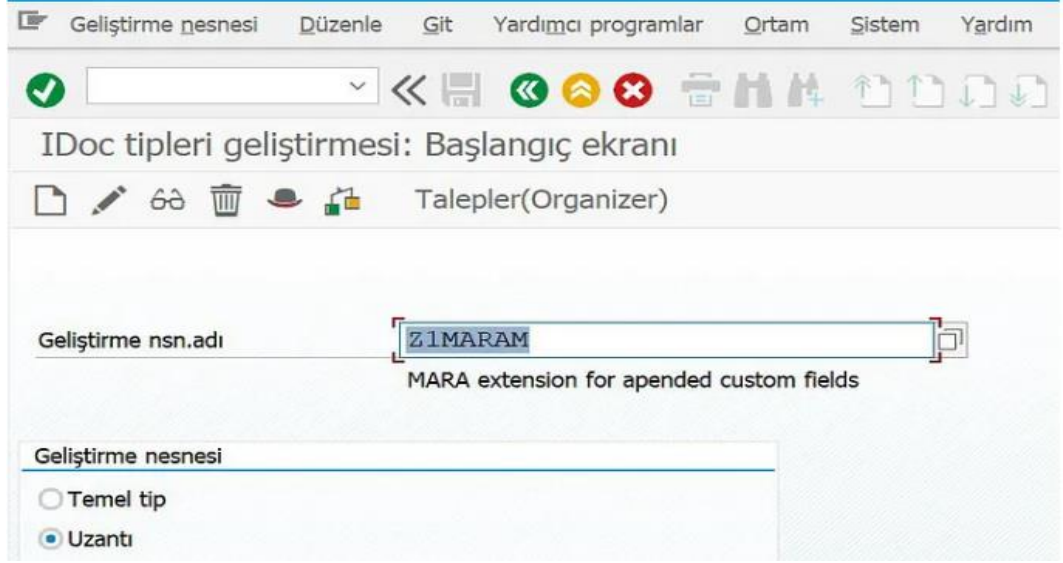 Geliştirme nesnesi Düzenle Git Yardımcı programlar Ortam Sistem Yardım
IDoc tipleri geliştirmesi: Başlangıç ekranı
Talepler(Organizer)
Geliştirme nsn.adı Z1MARAM
MARA extension for apended custom fields
Geliştirme nesnesi
Temel tip
Uzantı